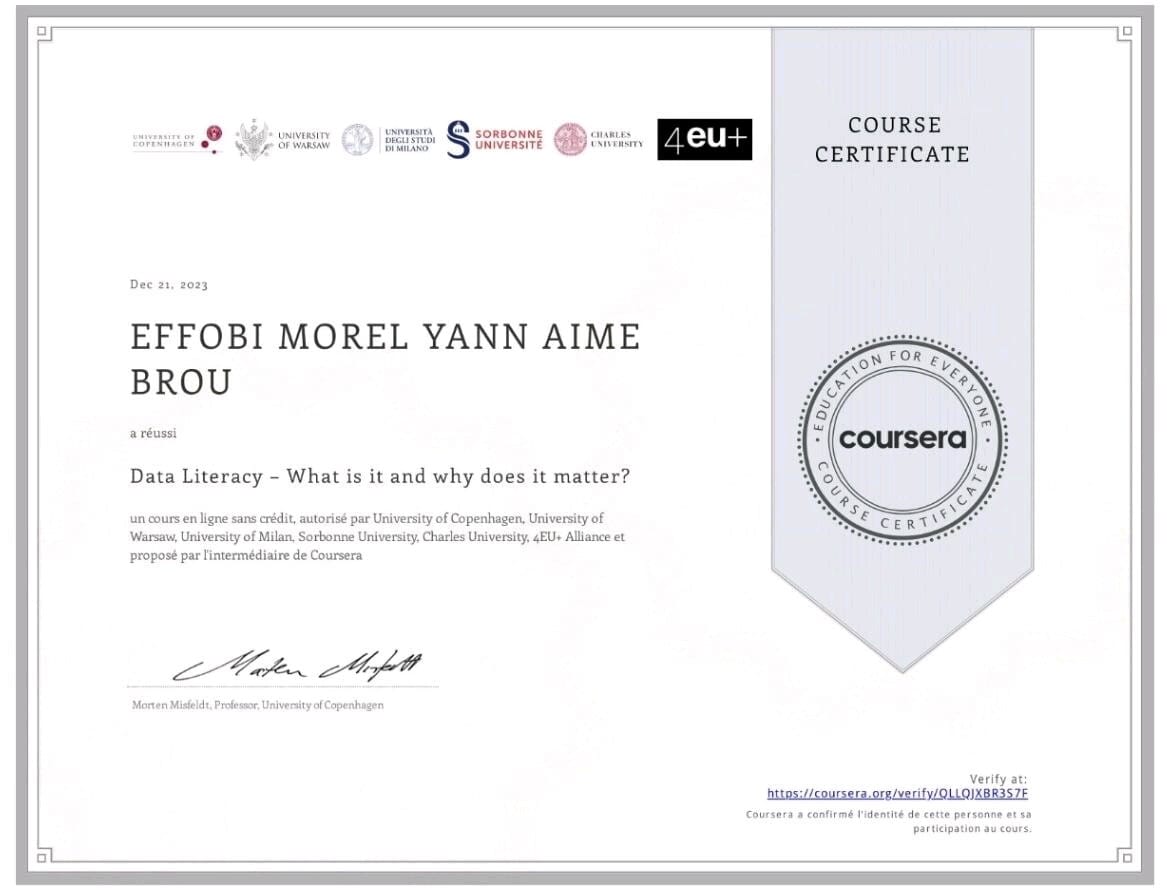 UNIVERSITY OF
COPENHAGEN
UNIVERSITY
OF WARSAW
UNIVERSITÀ
DEGLI STUDI
DI MILANO
SORBONNE
UNIVERSITÉ
CHARLES
UNIVERSITY
4eu+
COURSE
CERTIFICATE
Dec 21, 2023
EFFOBI MOREL YANN AIME
BROU
a réussi
Data Literacy – What is it and why does it matter?
un cours en ligne sans crédit, autorisé par University of Copenhagen, University of
Warsaw, University of Milan, Sorbonne University, Charles University, 4EU+ Alliance et
proposé par l'intermédiaire de Coursera
EDUCATION FOR EVERYONE
coursera
COURSE CERTIFICATE
Morten Misfeldt
Morten Misfeldt, Professor, University of Copenhagen
Verify at:
https://coursera.org/verify/QLLQJXBR3S7F
Coursera a confirmé l'identité de cette personne et sa
participation au cours.